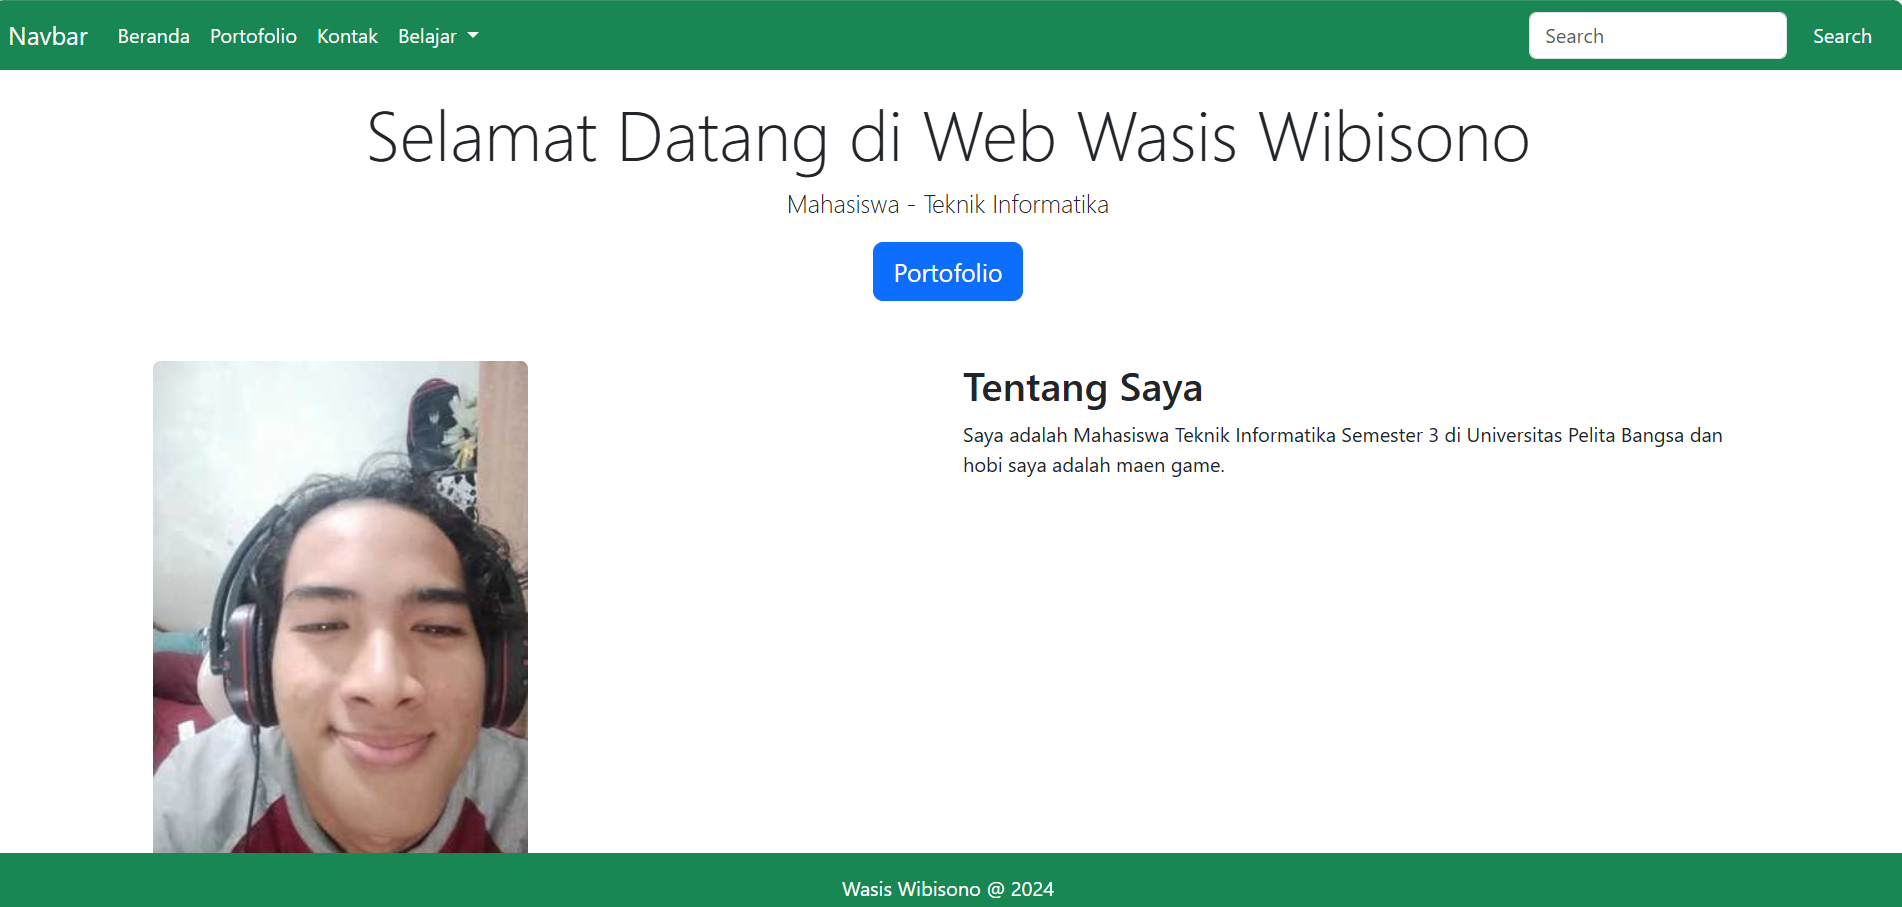 Navbar Beranda Portofolio Kontak Belajar Search Search
Selamat Datang di Web Wasis Wibisono
Mahasiswa - Teknik Informatika
Portofolio
Tentang Saya
Saya adalah Mahasiswa Teknik Informatika Semester 3 di Universitas Pelita Bangsa dan
hobi saya adalah maen game.
Wasis Wibisono @ 2024